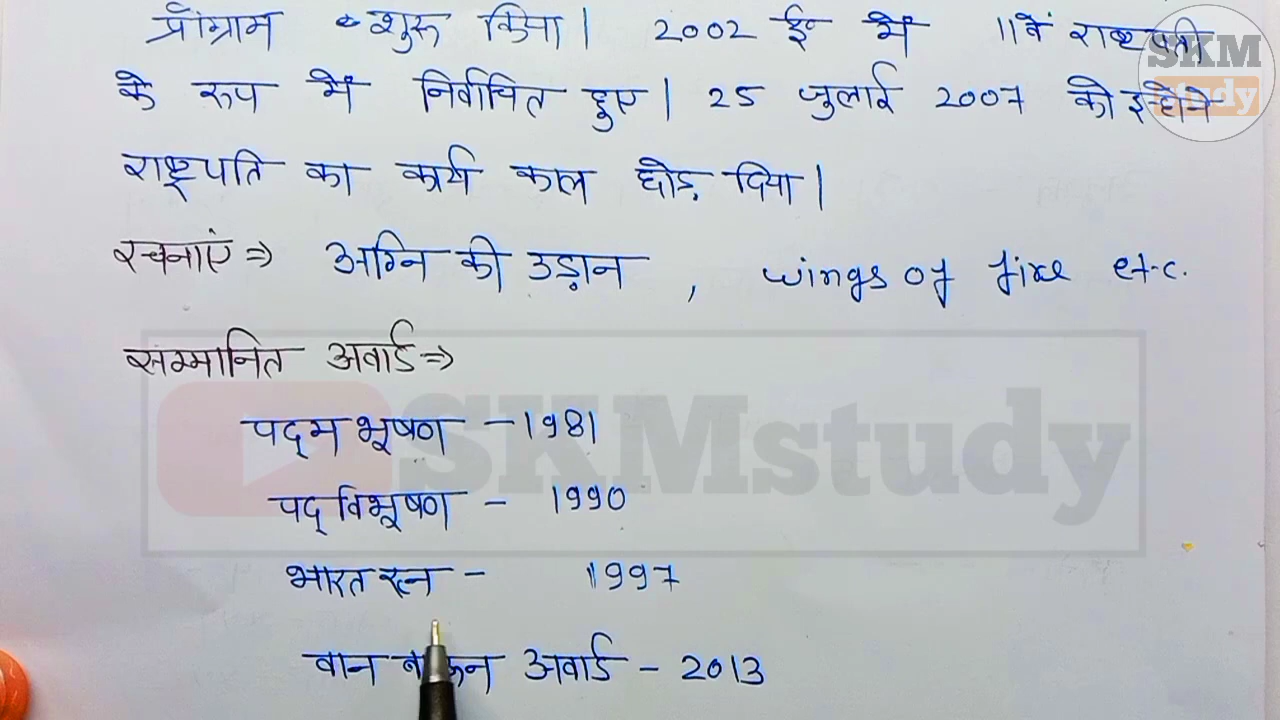 प्रोग्राम शुरू किया। 2002 ई० में 11वें राष्ट्रपती
के रूप में निर्वाचित हुए। 25 जुलाई 2007 को इन्होने
राष्ट्रपति का कार्य काल छोड़ दिया।
रचनाएं⇒ अग्नि की उड़ान , wings of fire etc.
सम्मानित अवार्ड⇒
पद्म भूषण - 1981
पद् विभूषण - 1990
भारत रत्न - 1997
वान अवार्ड - 2013
SKM
study
SKMstudy